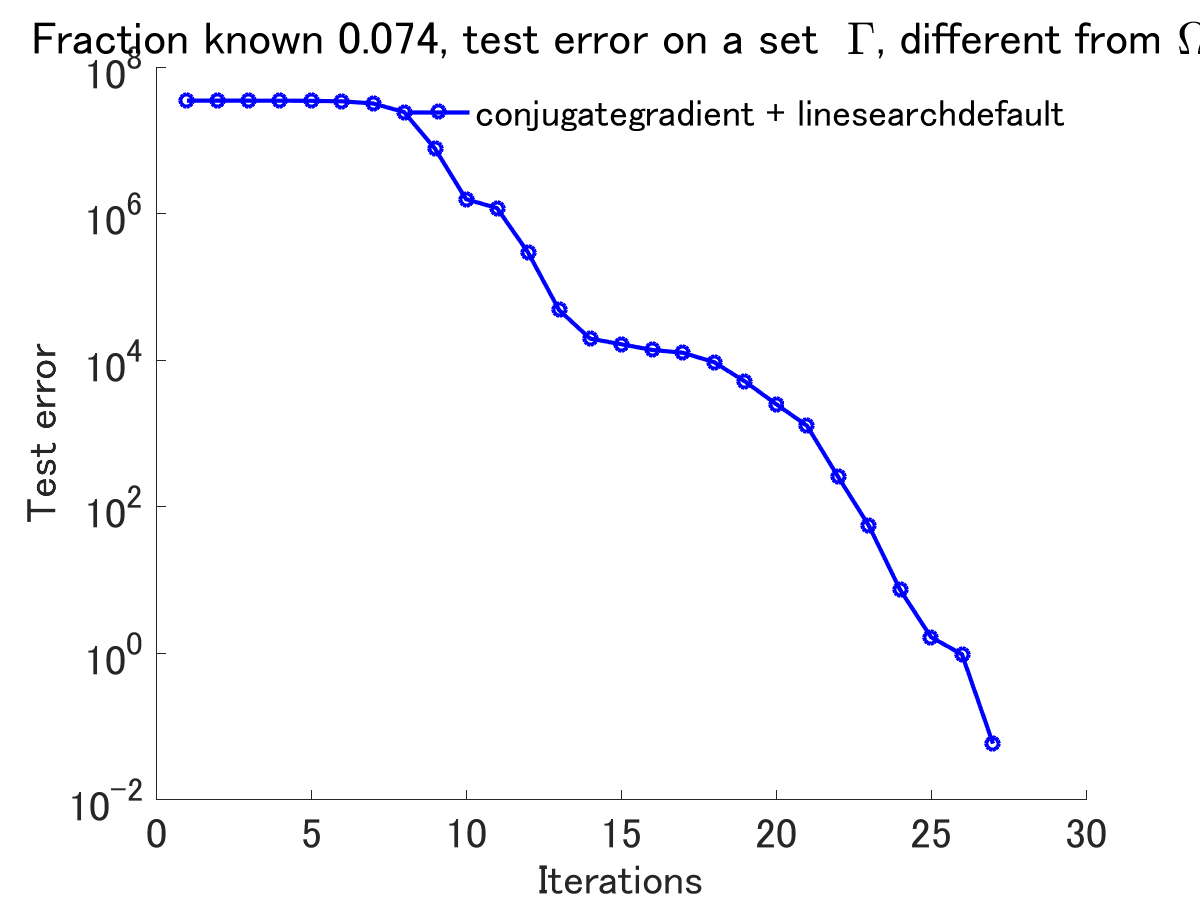 Fraction known 0.074, test error on a set Γ, different from Ω
10^8
conjugategradient + linesearchdefault
10^6
10^4
10^2
10^0
10^-2
Test error
0 5 10 15 20 25 30
Iterations